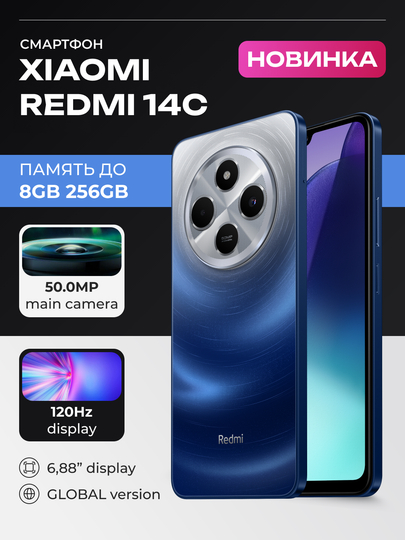 СМАРТФОН
XIAOMI
REDMI 14C
НОВИНКА
ПАМЯТЬ ДО
8GB 256GB
50.0MP
main camera
120Hz
display
6,88” display
GLOBAL version
Redmi